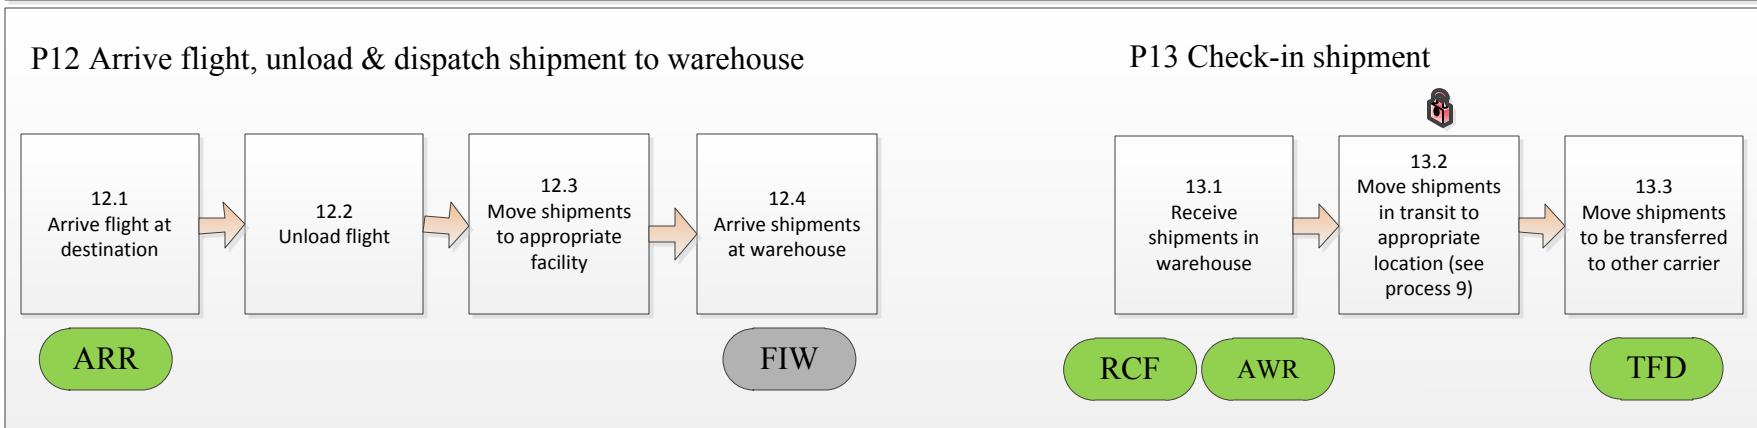 P12 Arrive flight, unload & dispatch shipment to warehouse
12.1
Arrive flight at
destination
12.2
Unload flight
12.3
Move shipments
to appropriate
facility
12.4
Arrive shipments
at warehouse
ARR
FIW
P13 Check-in shipment
13.1
Receive
shipments in
warehouse
13.2
Move shipments
in transit to
appropriate
location (see
process 9)
13.3
Move shipments
to be transferred
to other carrier
RCF
AWR
TFD